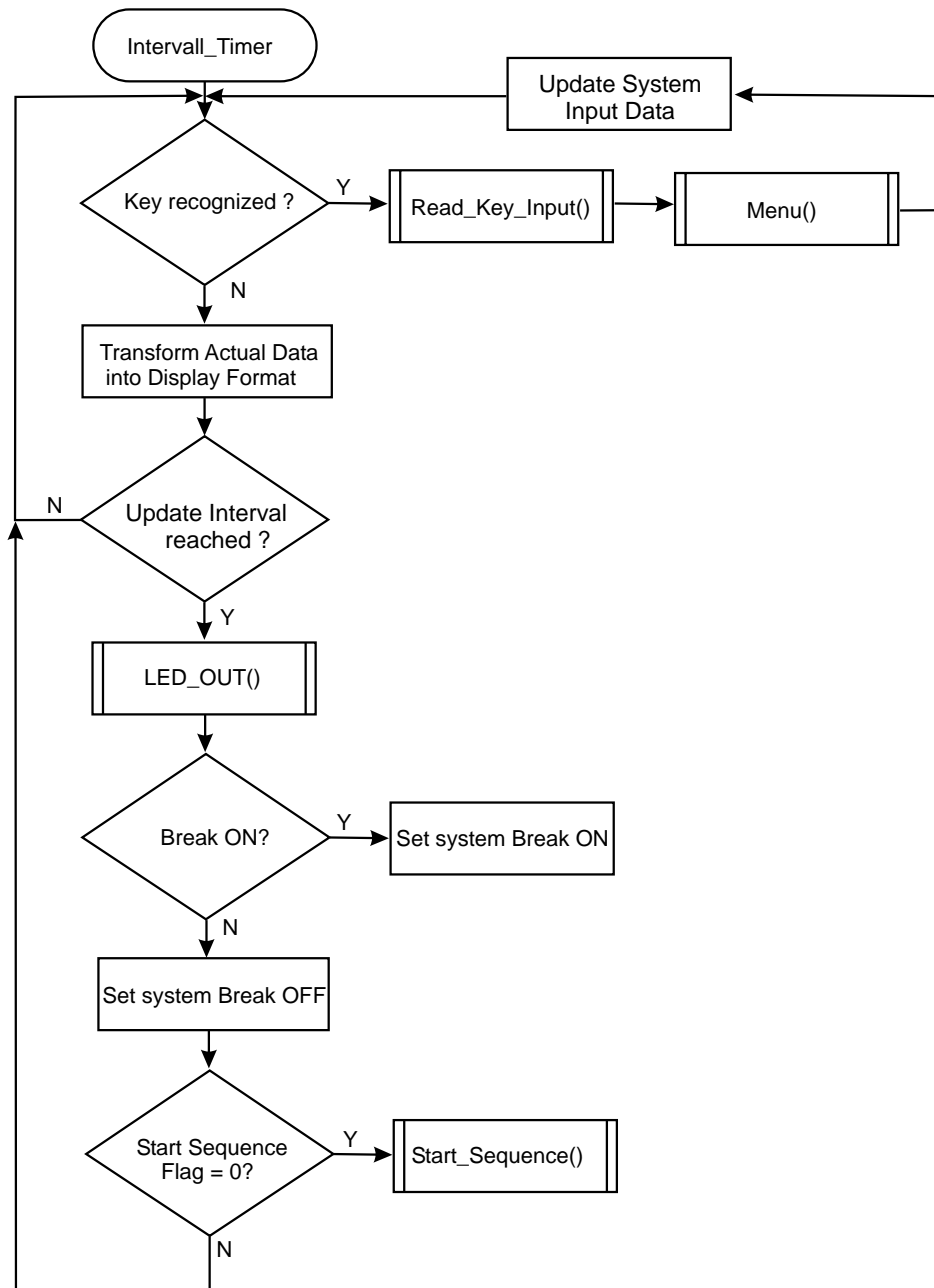 Intervall_Timer
Update System
Input Data
Key recognized ?
Y
Read_Key_Input()
Menu()
N
Transform Actual Data
into Display Format
N
Update Interval
reached ?
Y
LED_OUT()
Break ON?
Y
Set system Break ON
N
Set system Break OFF
Start Sequence
Flag = 0?
Y
Start_Sequence()
N